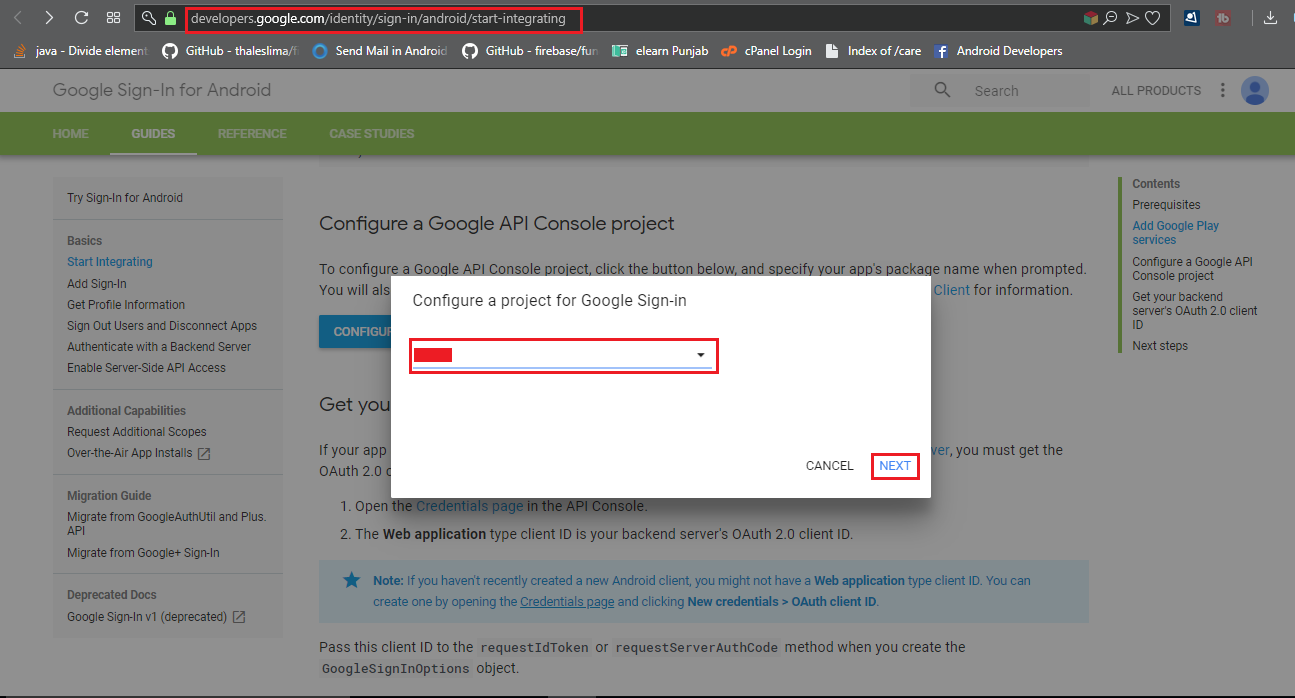 developers.google.com/identity/sign-in/android/start-integrating
java - Divide element GitHub - thaleslima/fi Send Mail in Android GitHub - firebase/fun elearn Punjab cPanel Login Index of /care Android Developers
Google Sign-In for Android Search ALL PRODUCTS
HOME GUIDES REFERENCE CASE STUDIES
Try Sign-In for Android
Basics
Start Integrating
Add Sign-In
Get Profile Information
Sign Out Users and Disconnect Apps
Authenticate with a Backend Server
Enable Server-Side API Access
Additional Capabilities
Request Additional Scopes
Over-the-Air App Installs
Migration Guide
Migrate from GoogleAuthUtil and Plus.
API
Migrate from Google+ Sign-In
Deprecated Docs
Google Sign-In v1 (deprecated)
Configure a Google API Console project
To configure a Google API Console project, click the button below, and specify your app's package name when prompted.
You will als Client for information.
CONFIGUR
Configure a project for Google Sign-in
CANCEL NEXT
Get you
If your app ver, you must get the
OAuth 2.0 c
1. Open the Credentials page in the API Console.
2. The Web application type client ID is your backend server's OAuth 2.0 client ID.
Note: If you haven't recently created a new Android client, you might not have a Web application type client ID. You can
create one by opening the Credentials page and clicking New credentials > OAuth client ID.
Pass this client ID to the requestIdToken or requestServerAuthCode method when you create the
GoogleSignInOptions object.
Contents
Prerequisites
Add Google Play
services
Configure a Google API
Console project
Get your backend
server's OAuth 2.0 client
ID
Next steps